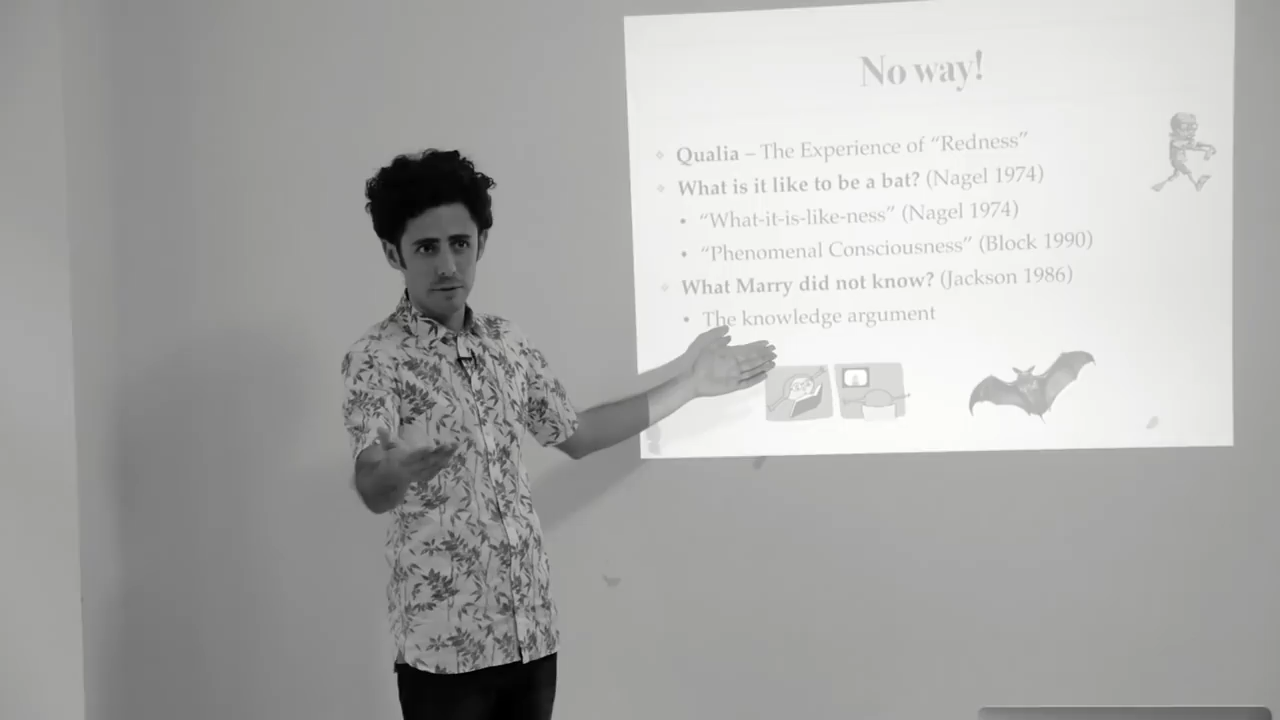 No way!
Qualia – The Experience of “Redness”
What is it like to be a bat? (Nagel 1974)
“What-it-is-like-ness” (Nagel 1974)
“Phenomenal Consciousness” (Block 1990)
What Marry did not know? (Jackson 1986)
The knowledge argument